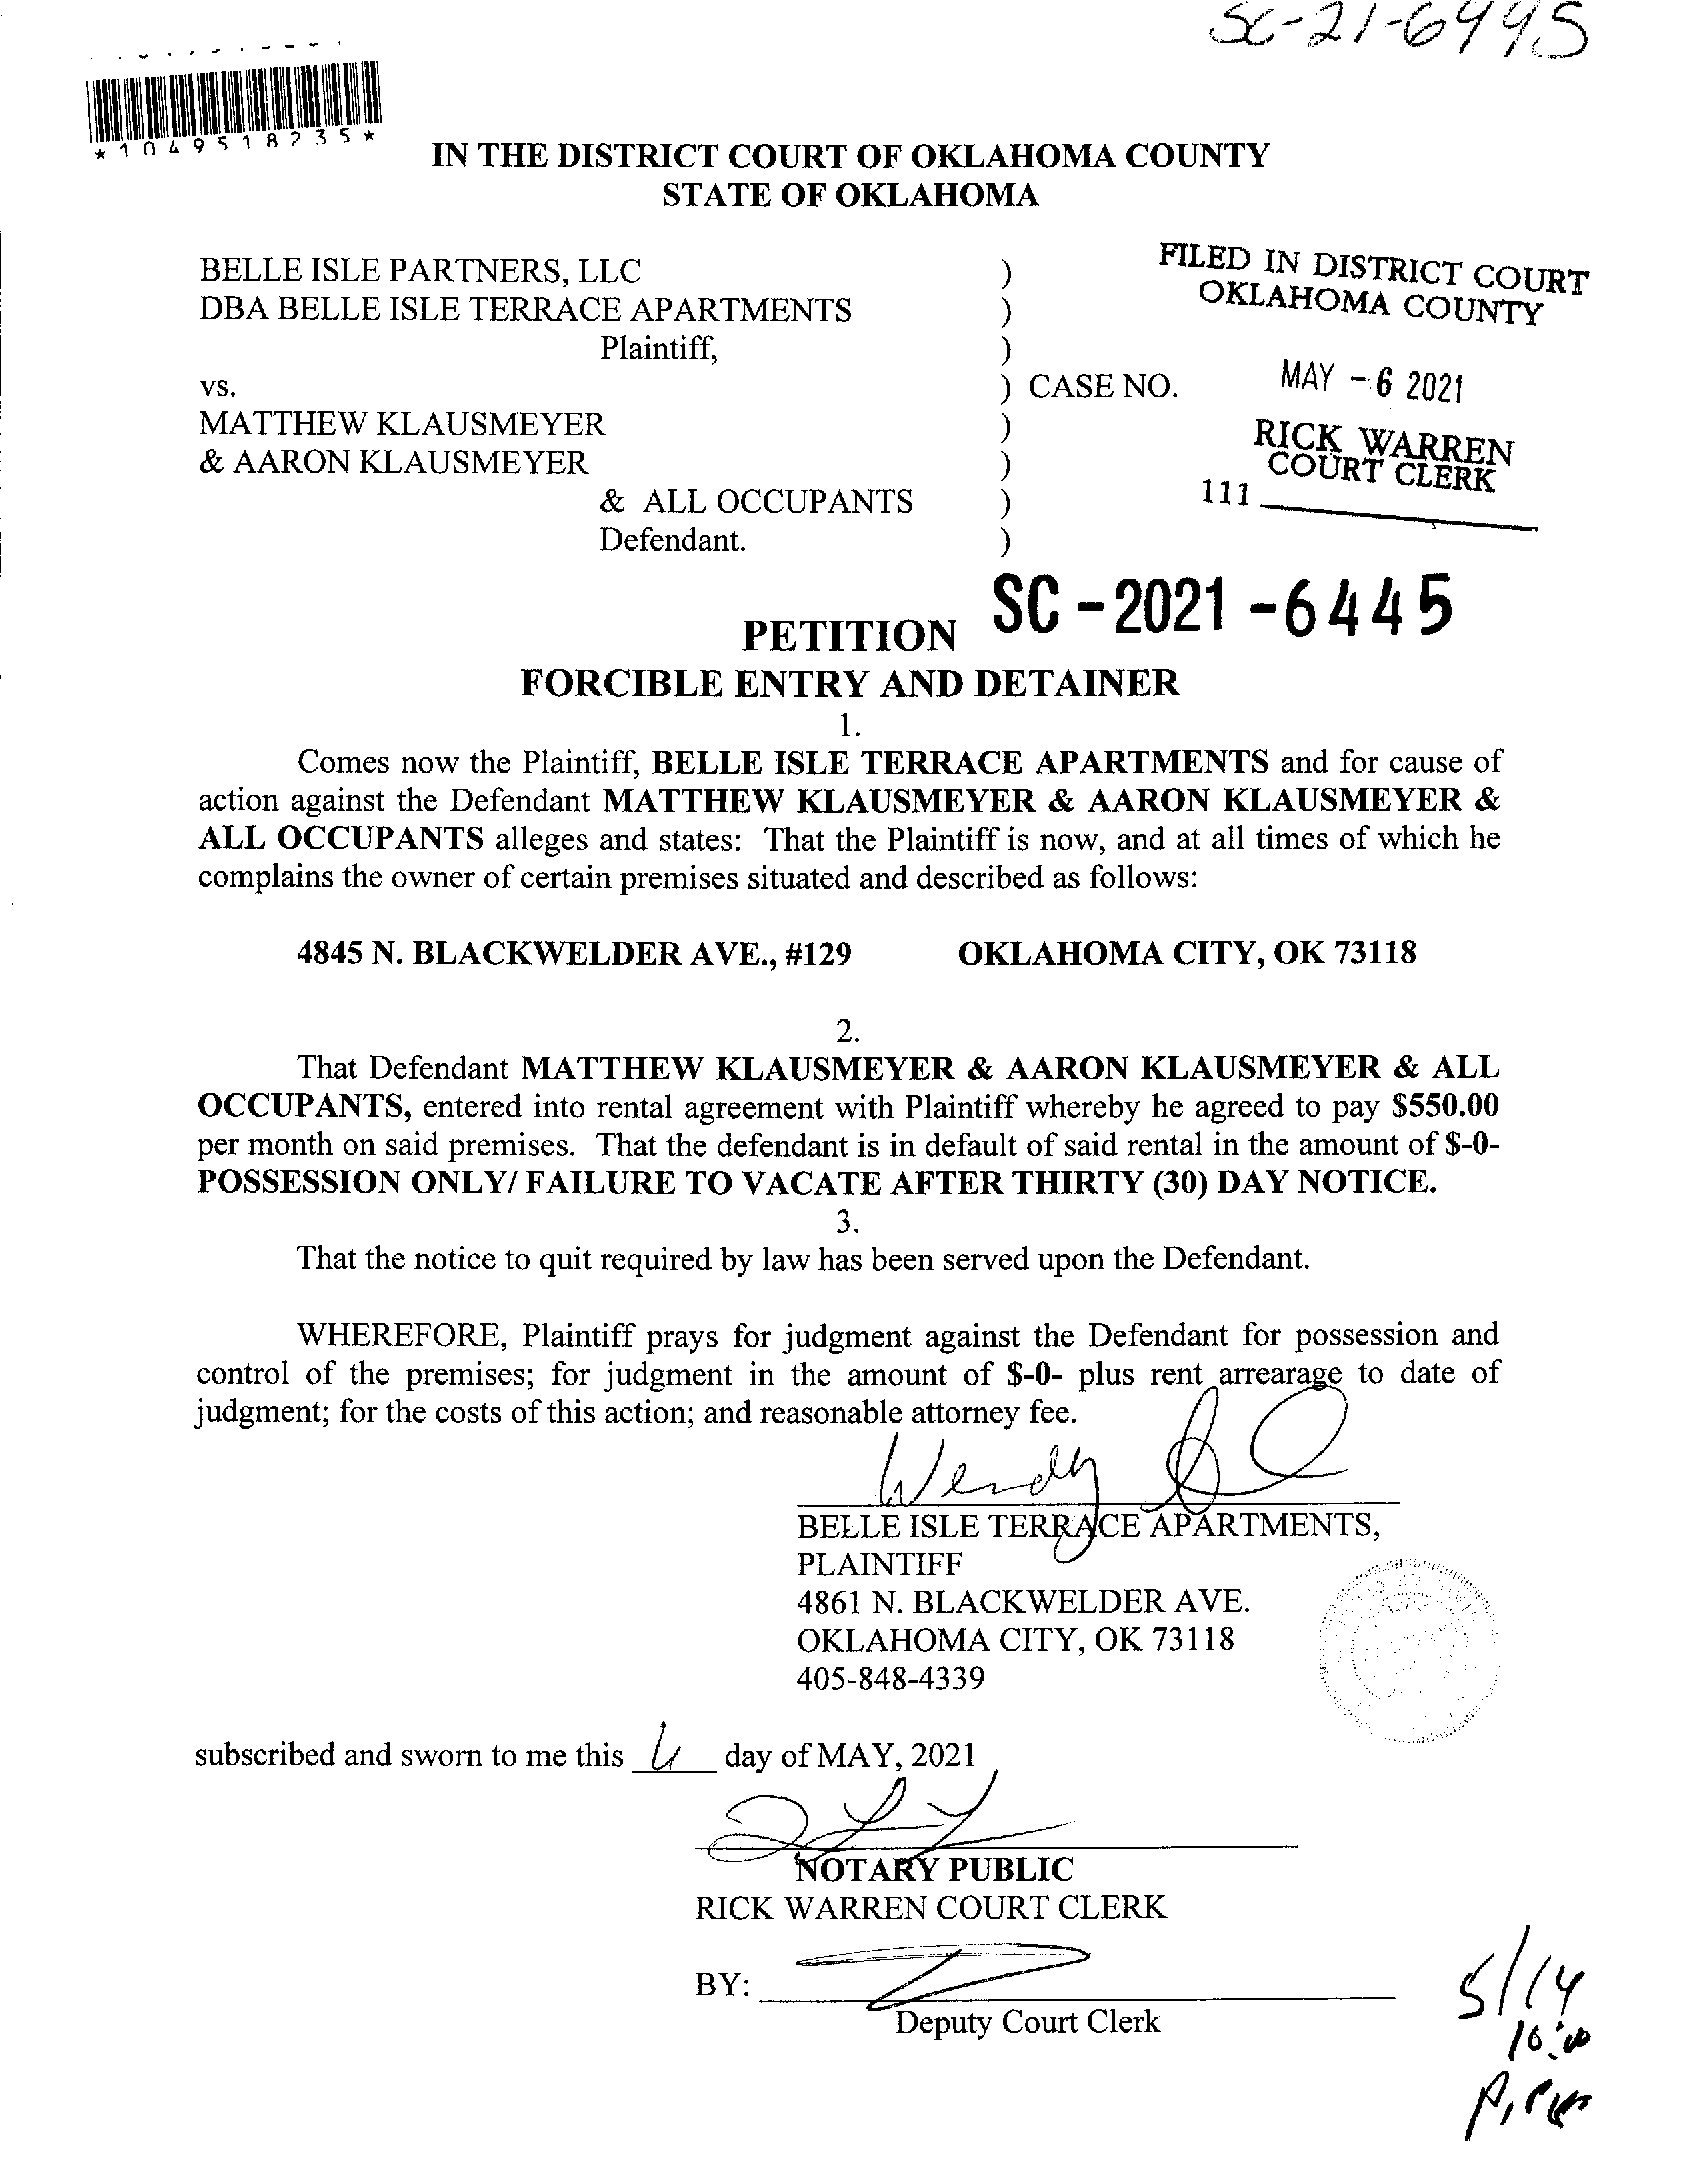 SC-21-6445
*1049518235*
IN THE DISTRICT COURT OF OKLAHOMA COUNTY
STATE OF OKLAHOMA
BELLE ISLE PARTNERS, LLC )
DBA BELLE ISLE TERRACE APARTMENTS )
Plaintiff, )
vs. ) CASE NO.
MATTHEW KLAUSMEYER )
& AARON KLAUSMEYER )
& ALL OCCUPANTS )
Defendant. )
FILED IN DISTRICT COURT
OKLAHOMA COUNTY
MAY -6 2021
RICK WARREN
COURT CLERK
111
SC-2021-6445
PETITION
FORCIBLE ENTRY AND DETAINER
1.
Comes now the Plaintiff, BELLE ISLE TERRACE APARTMENTS and for cause of
action against the Defendant MATTHEW KLAUSMEYER & AARON KLAUSMEYER &
ALL OCCUPANTS alleges and states: That the Plaintiff is now, and at all times of which he
complains the owner of certain premises situated and described as follows:
4845 N. BLACKWELDER AVE., #129 OKLAHOMA CITY, OK 73118
2.
That Defendant MATTHEW KLAUSMEYER & AARON KLAUSMEYER & ALL
OCCUPANTS, entered into rental agreement with Plaintiff whereby he agreed to pay $550.00
per month on said premises. That the defendant is in default of said rental in the amount of $-0-
POSSESSION ONLY/ FAILURE TO VACATE AFTER THIRTY (30) DAY NOTICE.
3.
That the notice to quit required by law has been served upon the Defendant.
WHEREFORE, Plaintiff prays for judgment against the Defendant for possession and
control of the premises; for judgment in the amount of $-0- plus rent arrearage to date of
judgment; for the costs of this action; and reasonable attorney fee.
Wendy
BELLE ISLE TERRACE APARTMENTS,
PLAINTIFF
4861 N. BLACKWELDER AVE.
OKLAHOMA CITY, OK 73118
405-848-4339
subscribed and sworn to me this 6 day of MAY, 2021
NOTARY PUBLIC
RICK WARREN COURT CLERK
BY:
Deputy Court Clerk
5/14
10:00